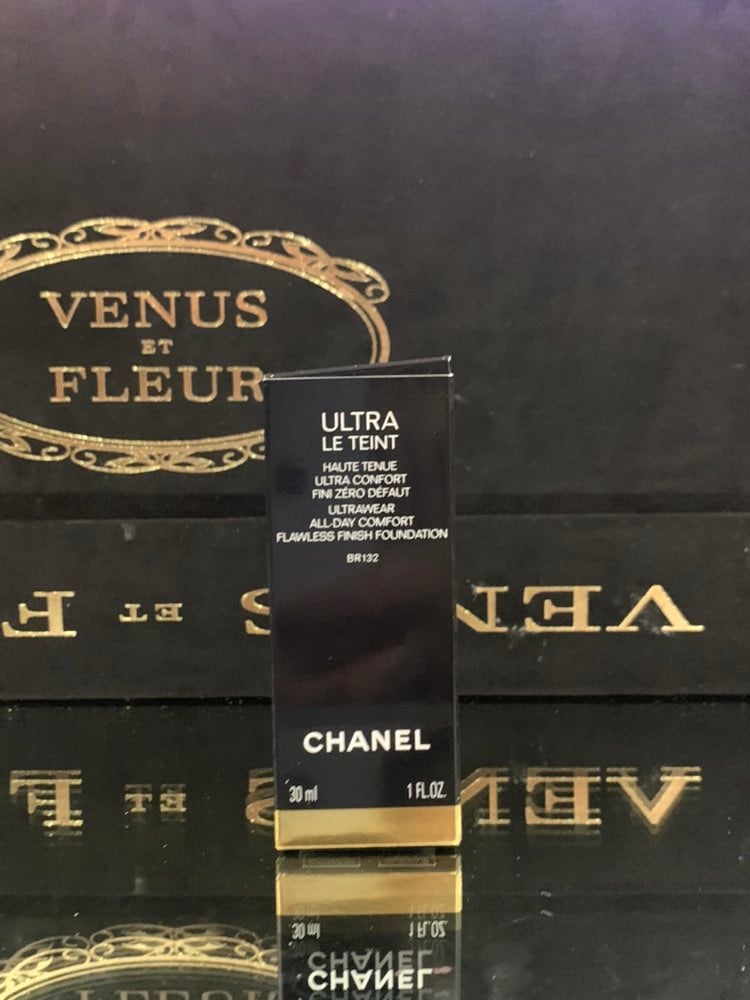 VENUS
ET
FLEUR
ULTRA
LE TEINT
HAUTE TENUE
ULTRA CONFORT
FINI ZÉRO DÉFAUT
ULTRAWEAR
ALL-DAY COMFORT
FLAWLESS FINISH FOUNDATION
BR132
CHANEL
30 ml 1 FL.OZ.